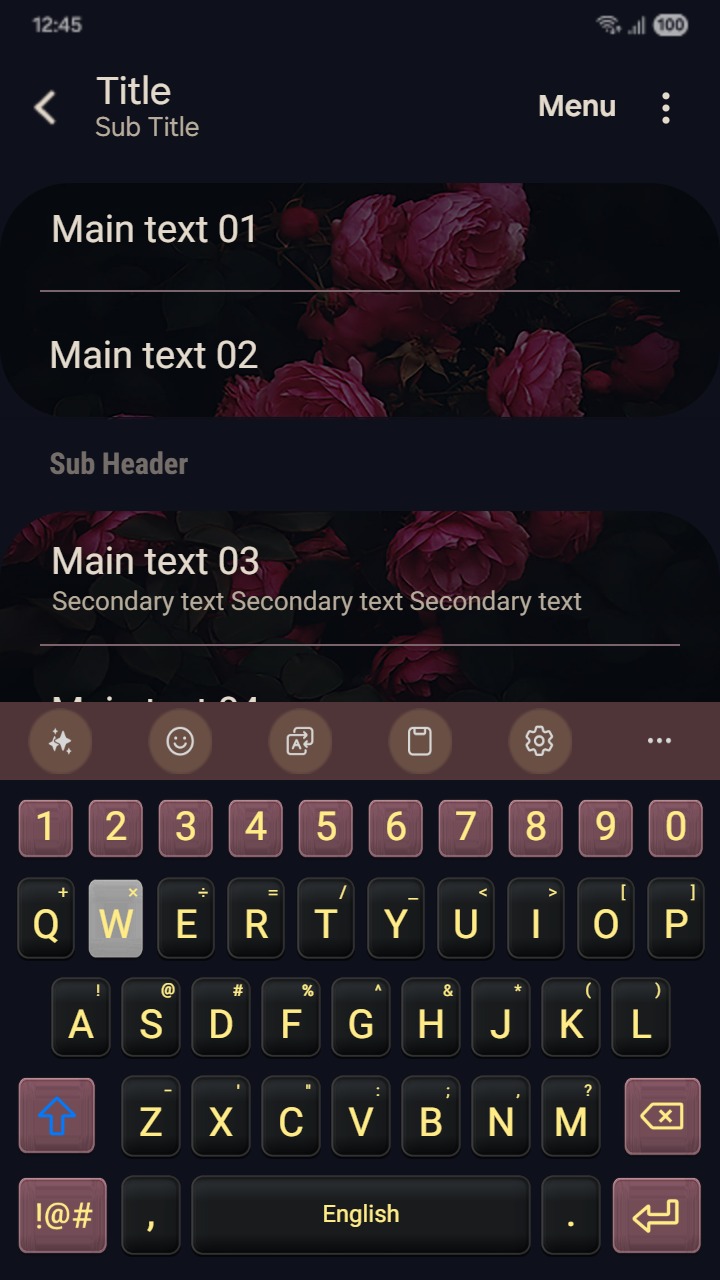 12:45 100
Title
Sub Title
Menu
Main text 01
Main text 02
Sub Header
Main text 03
Secondary text Secondary text Secondary text
1 2 3 4 5 6 7 8 9 0
+ × ÷ = / _ < > [ ]
Q W E R T Y U I O P
! @ # % ^ & * ( )
A S D F G H J K L
- ' " : ; , ?
Z X C V B N M
!@# , English .